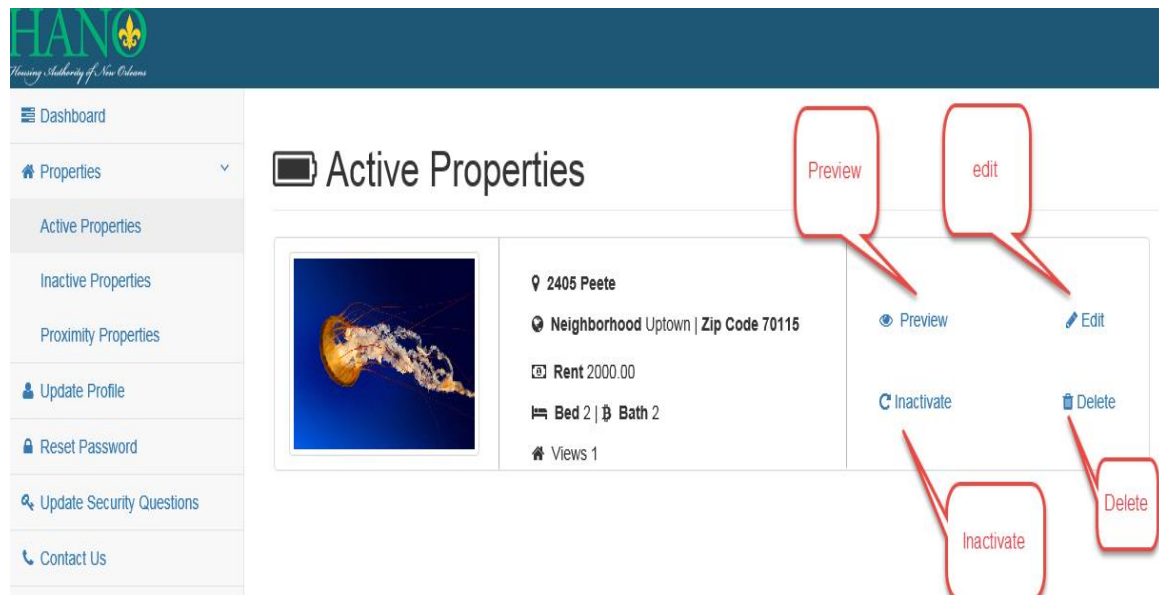 HANO
Housing Authority of New Orleans
Dashboard
Properties
Active Properties
Inactive Properties
Proximity Properties
Update Profile
Reset Password
Update Security Questions
Contact Us
Active Properties
Preview
edit
2405 Peete
Neighborhood Uptown | Zip Code 70115
Rent 2000.00
Bed 2 | Bath 2
Views 1
Preview
Edit
Inactivate
Delete
Inactivate
Delete